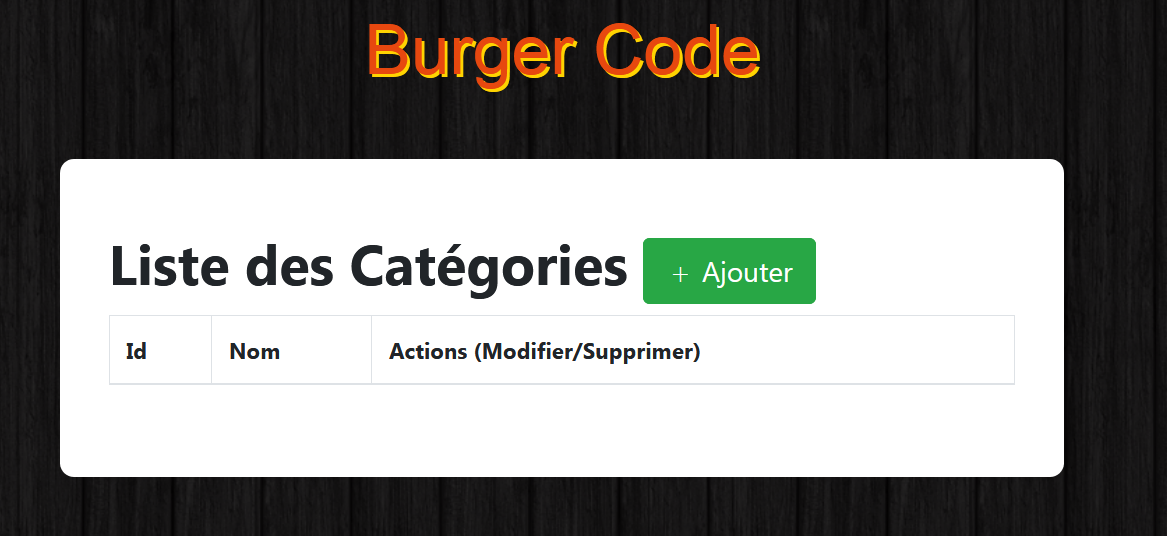 Burger Code
Liste des Catégories + Ajouter
Id Nom Actions (Modifier/Supprimer)